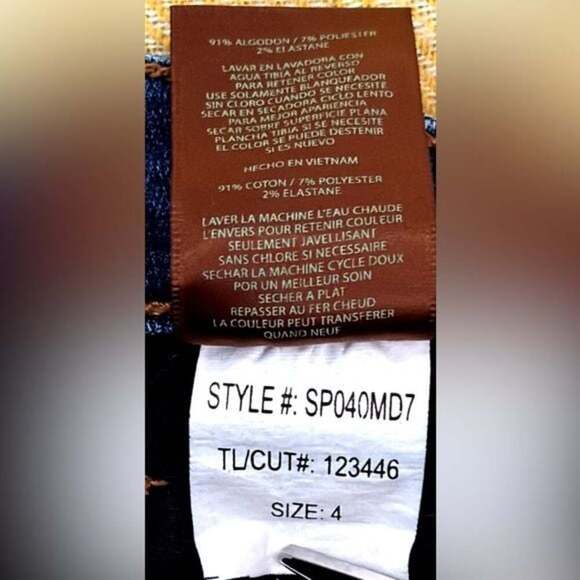 91% ALGODON / 7% POLIESTER
2% ELASTANE
LAVAR EN LAVADORA CON
AGUA TIBIA AL REVERSO
PARA RETENER COLOR
USE SOLAMENTE BLANQUEADOR
SIN CLORO CUANDO SE NECESITE
SECAR EN SECADORA CICLO LENTO
PARA MEJOR APARIENCIA
SECAR SOBRE SUPERFICIE PLANA
PLANCHA TIBIA SI SE NECESITE
EL COLOR SE PUEDE DESTENIR
SI ES NUEVO
HECHO EN VIETNAM
91% COTON / 7% POLYESTER
2% ELASTANE
LAVER LA MACHINE L'EAU CHAUDE
L'ENVERS POUR RETENIR COULEUR
SEULEMENT JAVELLISANT
SANS CHLORE SI NECESSAIRE
SECHAR LA MACHINE CYCLE DOUX
POR UN MEILLEUR SOIN
SECHER A PLAT
REPASSER AU FER CHEUD
LA COULEUR PEUT TRANSFERER
QUAND NEUF
STYLE #: SP040MD7
TL/CUT#: 123446
SIZE: 4